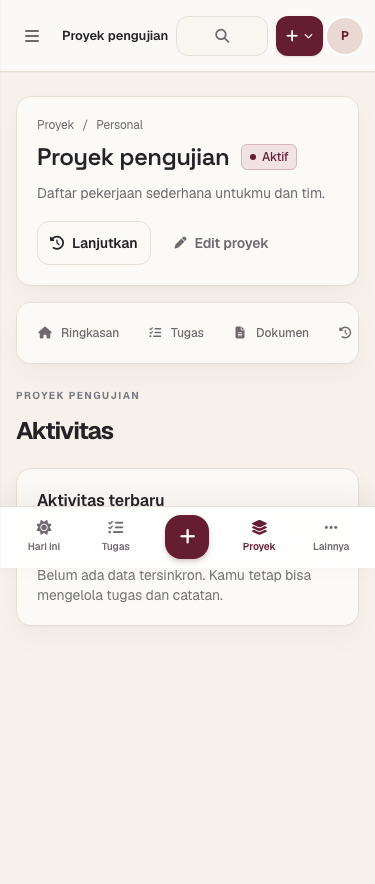 Proyek pengujian
P
Proyek / Personal
Proyek pengujian
Aktif
Daftar pekerjaan sederhana untukmu dan tim.
Lanjutkan
Edit proyek
Ringkasan
Tugas
Dokumen
PROYEK PENGUJIAN
Aktivitas
Aktivitas terbaru
Hari ini
Tugas
Proyek
Lainnya
Belum ada data tersinkron. Kamu tetap bisa
mengelola tugas dan catatan.